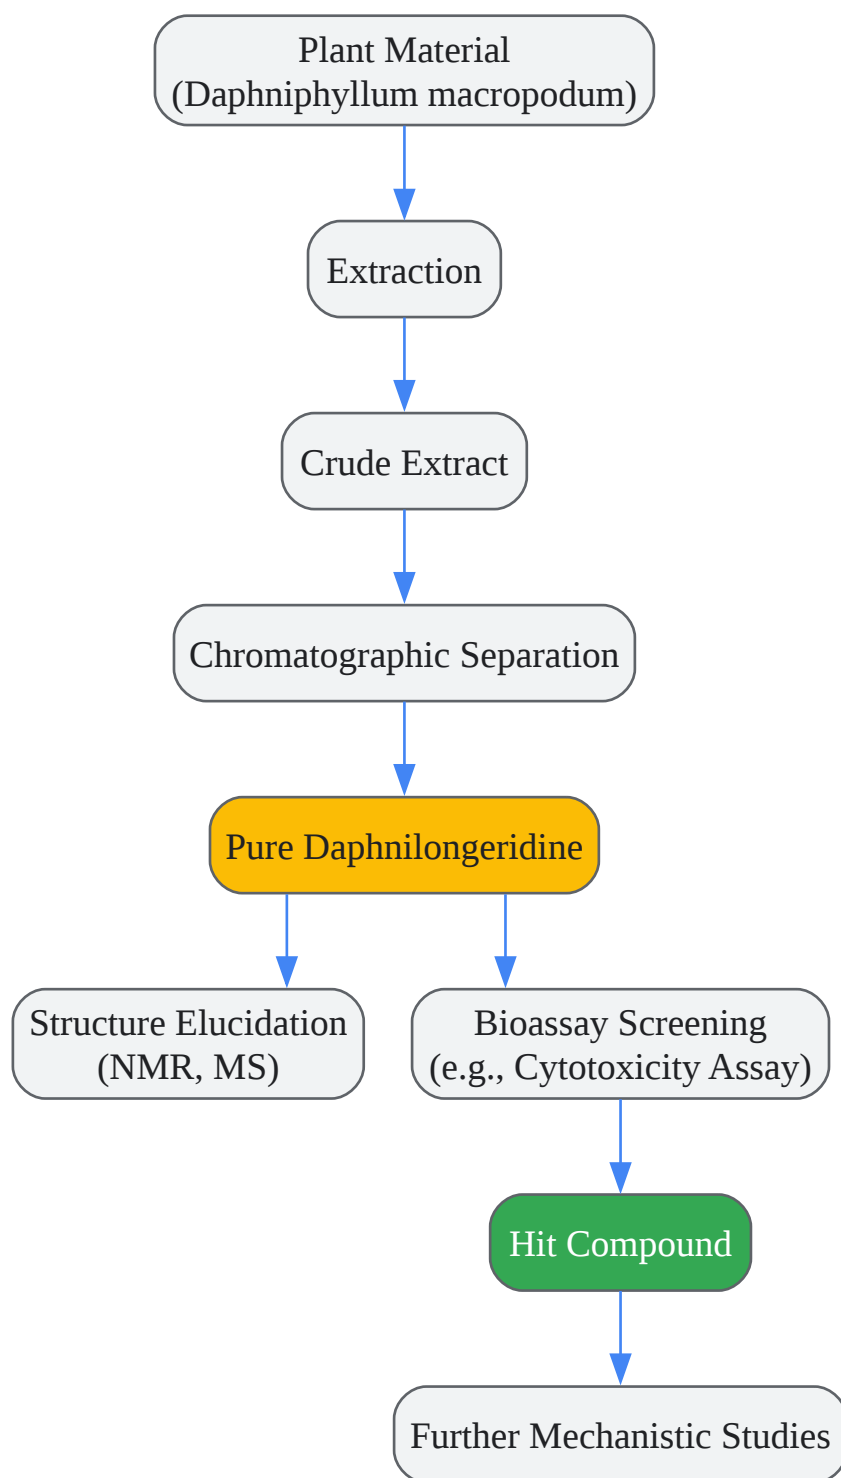 Plant Material
(Daphniphyllum macropodum)
Extraction
Crude Extract
Chromatographic Separation
Pure Daphnilongeridine
Structure Elucidation
(NMR, MS)
Bioassay Screening
(e.g., Cytotoxicity Assay)
Hit Compound
Further Mechanistic Studies